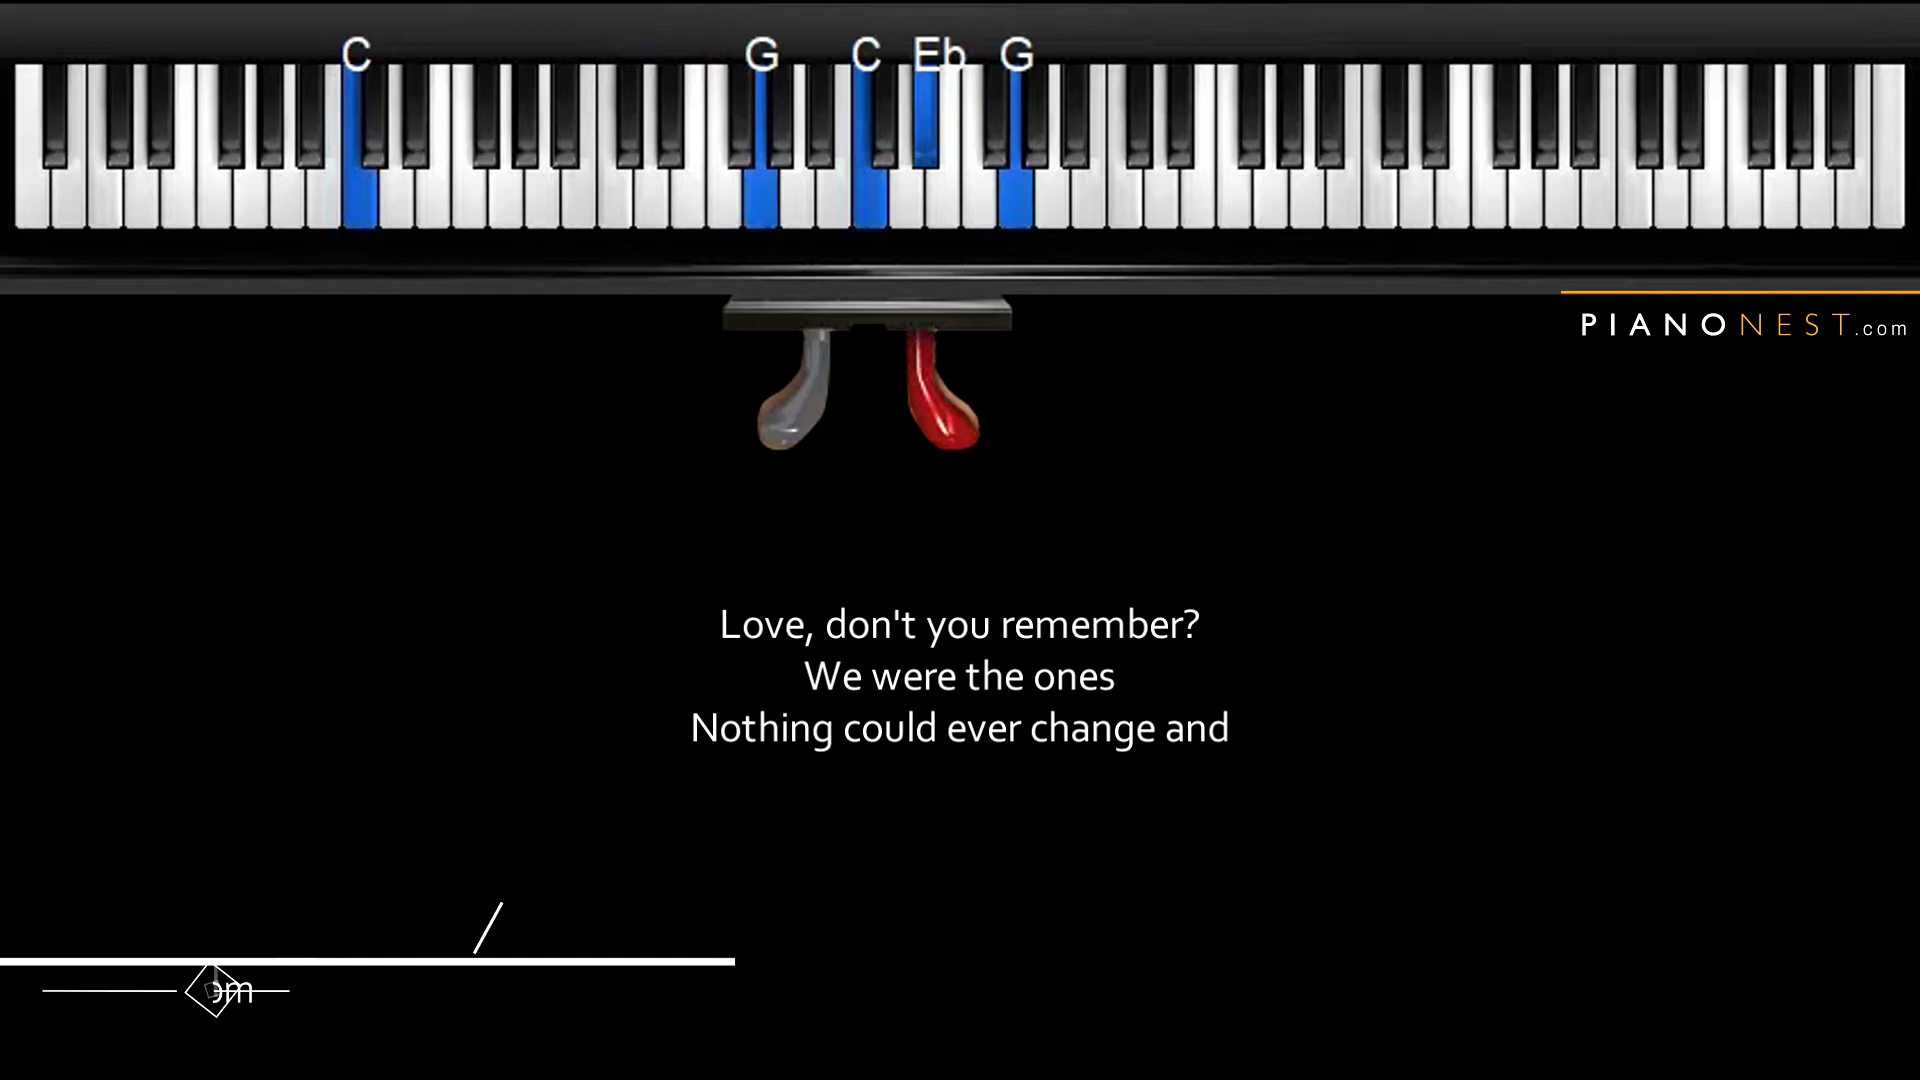 C G C Eb G
PIANONEST.com
Love, don't you remember?
We were the ones
Nothing could ever change and